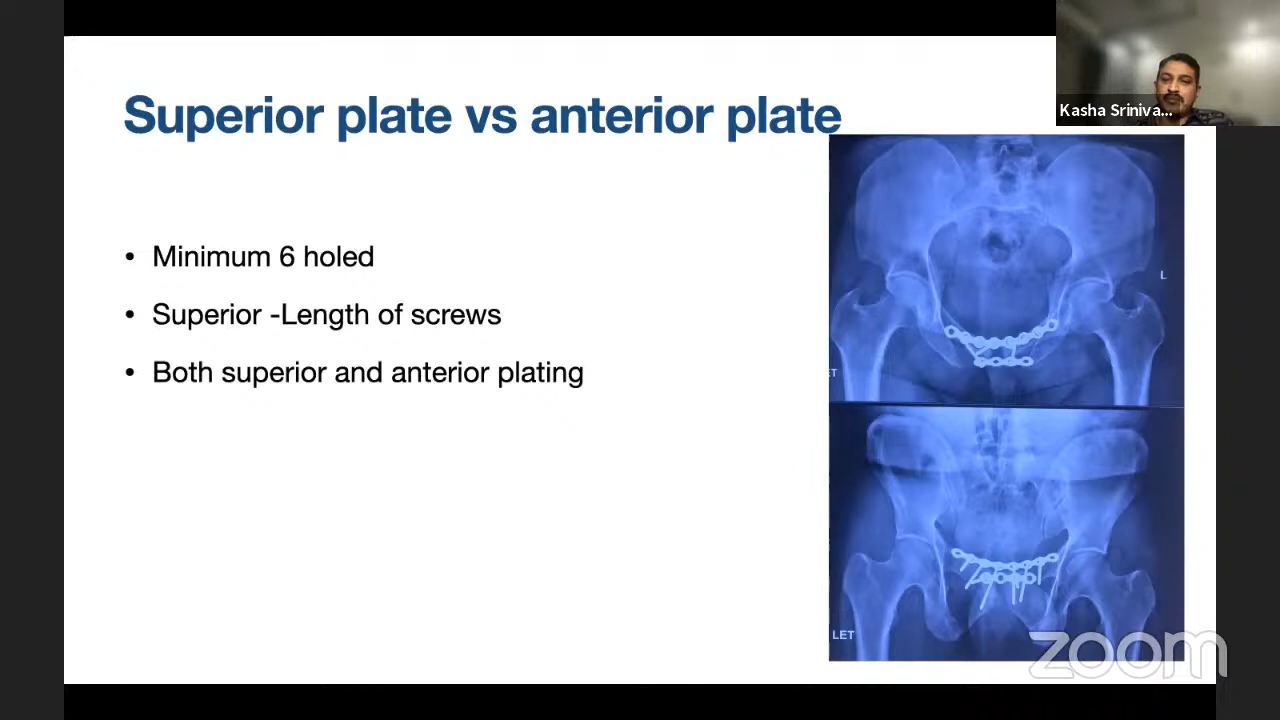 Kasha Sriniva...
Superior plate vs anterior plate
• Minimum 6 holed
• Superior -Length of screws
• Both superior and anterior plating
L
ET
LET
zoom